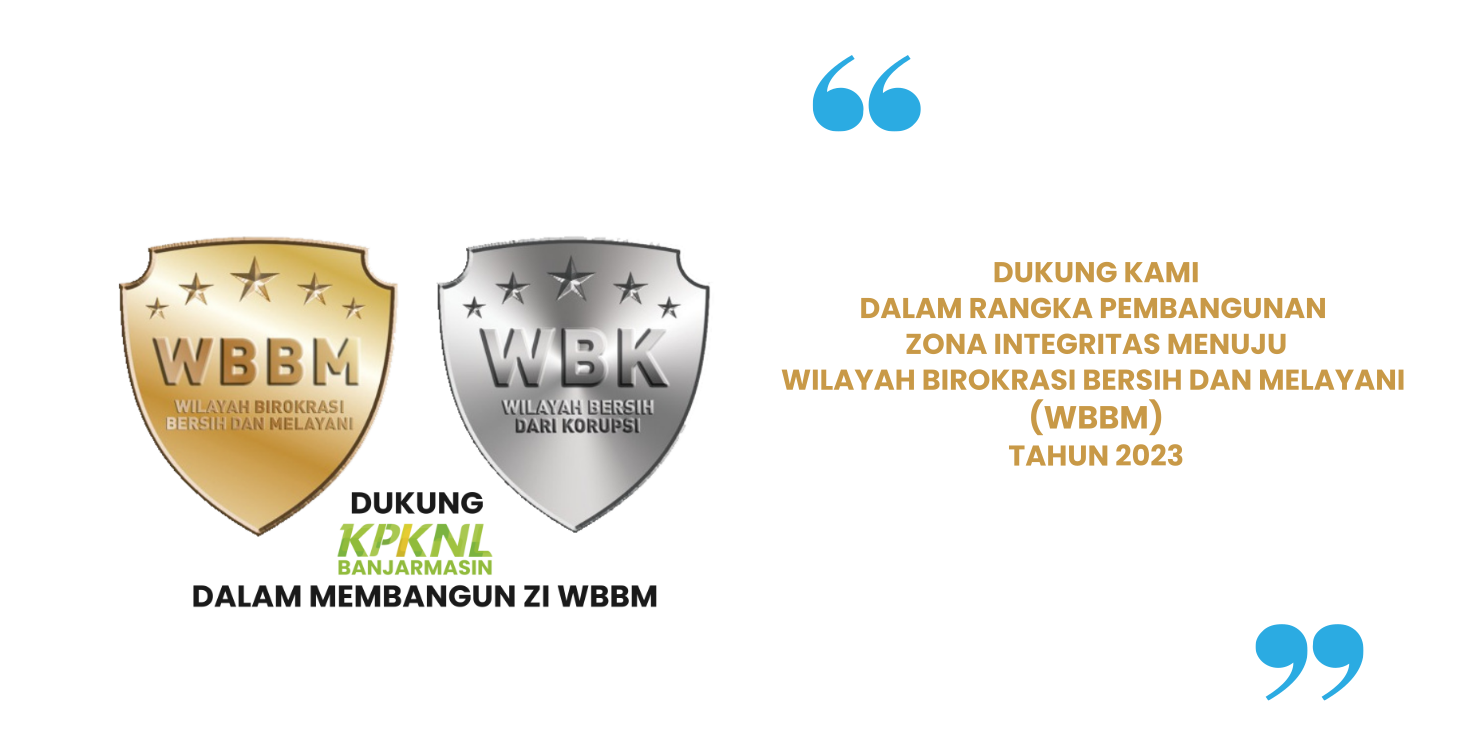 WBBM
WILAYAH BIROKRASI
BERSIH DAN MELAYANI
WBK
WILAYAH BERSIH
DARI KORUPSI
DUKUNG
KPKNL
BANJARMASIN
DALAM MEMBANGUN ZI WBBM
“
DUKUNG KAMI
DALAM RANGKA PEMBANGUNAN
ZONA INTEGRITAS MENUJU
WILAYAH BIROKRASI BERSIH DAN MELAYANI
(WBBM)
TAHUN 2023
”